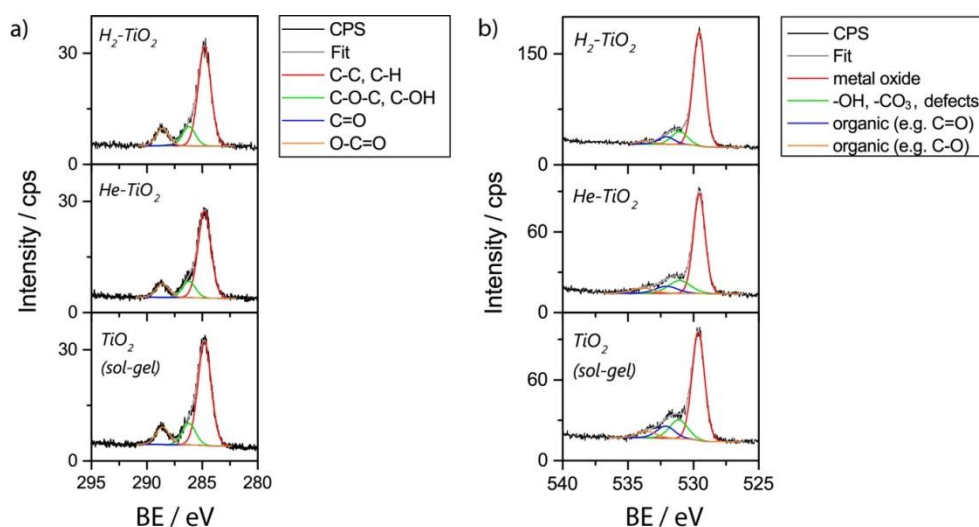 a)
H₂-TiO₂
30
0
He-TiO₂
30
0
TiO₂
(sol-gel)
30
0
295 290 285 280
Intensity / cps
BE / eV
CPS
Fit
C-C, C-H
C-O-C, C-OH
C=O
O-C=O
b)
H₂-TiO₂
150
0
He-TiO₂
60
0
TiO₂
(sol-gel)
60
0
540 535 530 525
Intensity / cps
BE / eV
CPS
Fit
metal oxide
-OH, -CO₃, defects
organic (e.g. C=O)
organic (e.g. C-O)